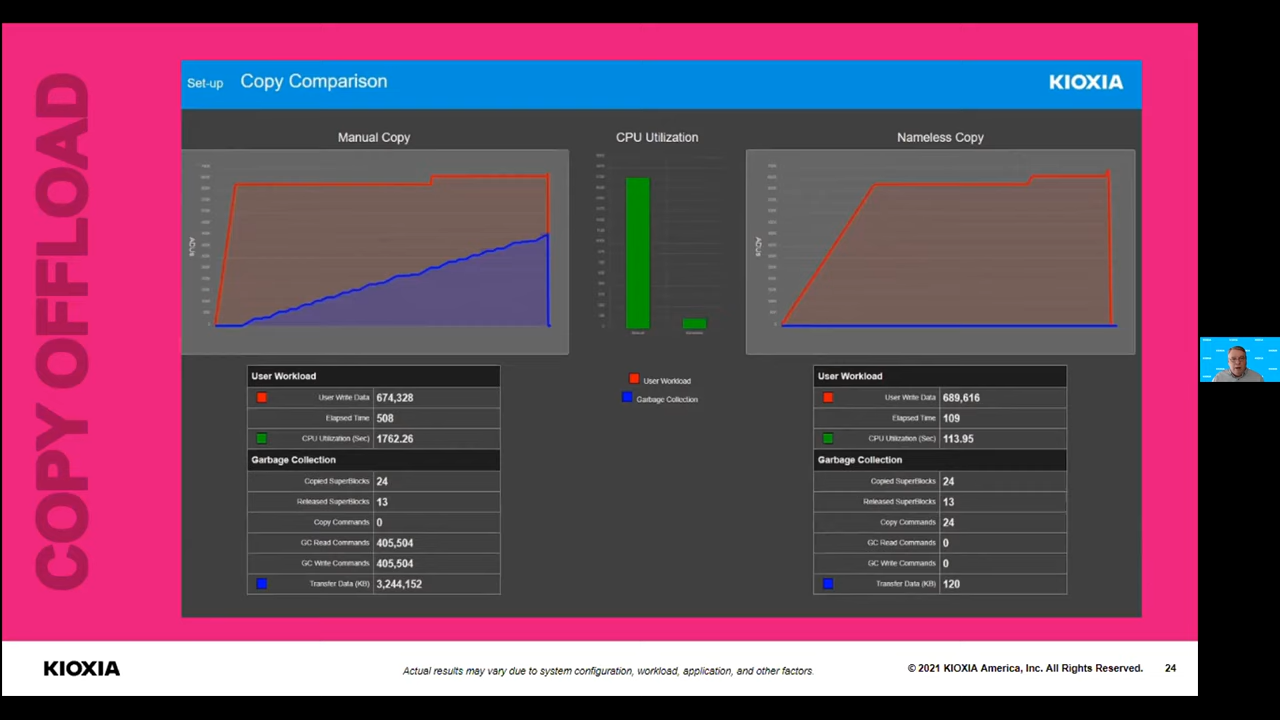 COPY OFFLOAD
Set-up Copy Comparison
KIOXIA
Manual Copy
CPU Utilization
Nameless Copy
User Workload
Garbage Collection
User Workload
User Write Data 674,328
Elapsed Time 508
CPU Utilization (Sec) 1762.26
Garbage Collection
Copied SuperBlocks 24
Released SuperBlocks 13
Copy Commands 0
GC Read Commands 405,504
GC Write Commands 405,504
Transfer Data (KB) 3,244,152
User Workload
User Write Data 689,616
Elapsed Time 109
CPU Utilization (Sec) 113.95
Garbage Collection
Copied SuperBlocks 24
Released SuperBlocks 13
Copy Commands 24
GC Read Commands 0
GC Write Commands 0
Transfer Data (KB) 120
KIOXIA
Actual results may vary due to system configuration, workload, application, and other factors.
© 2021 KIOXIA America, Inc. All Rights Reserved. 24